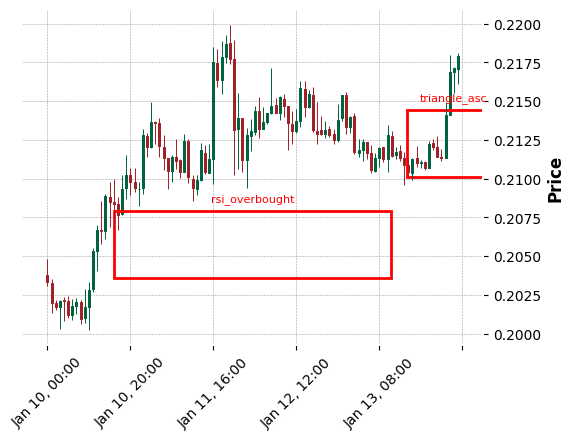 0.2200
0.2175
triangle_asc
0.2150
0.2125
0.2100
rsi_overbought
0.2075
0.2050
0.2025
0.2000
Price
Jan 10, 00:00
Jan 10, 20:00
Jan 11, 16:00
Jan 12, 12:00
Jan 13, 08:00